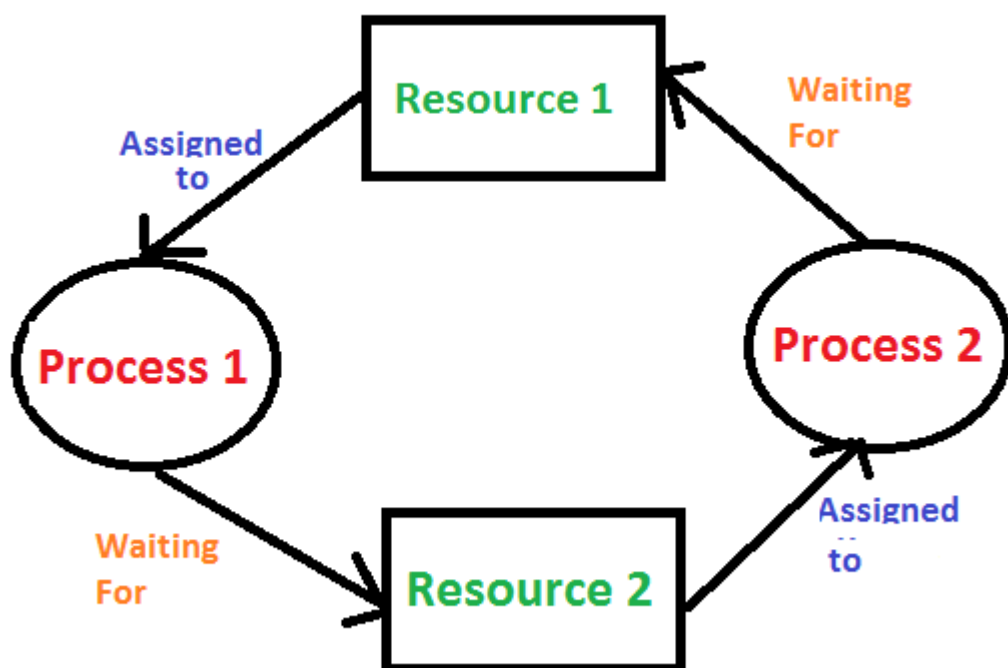 Resource 1
Waiting
For
Assigned
to
Process 1
Process 2
Waiting
For
Resource 2
Assigned
to